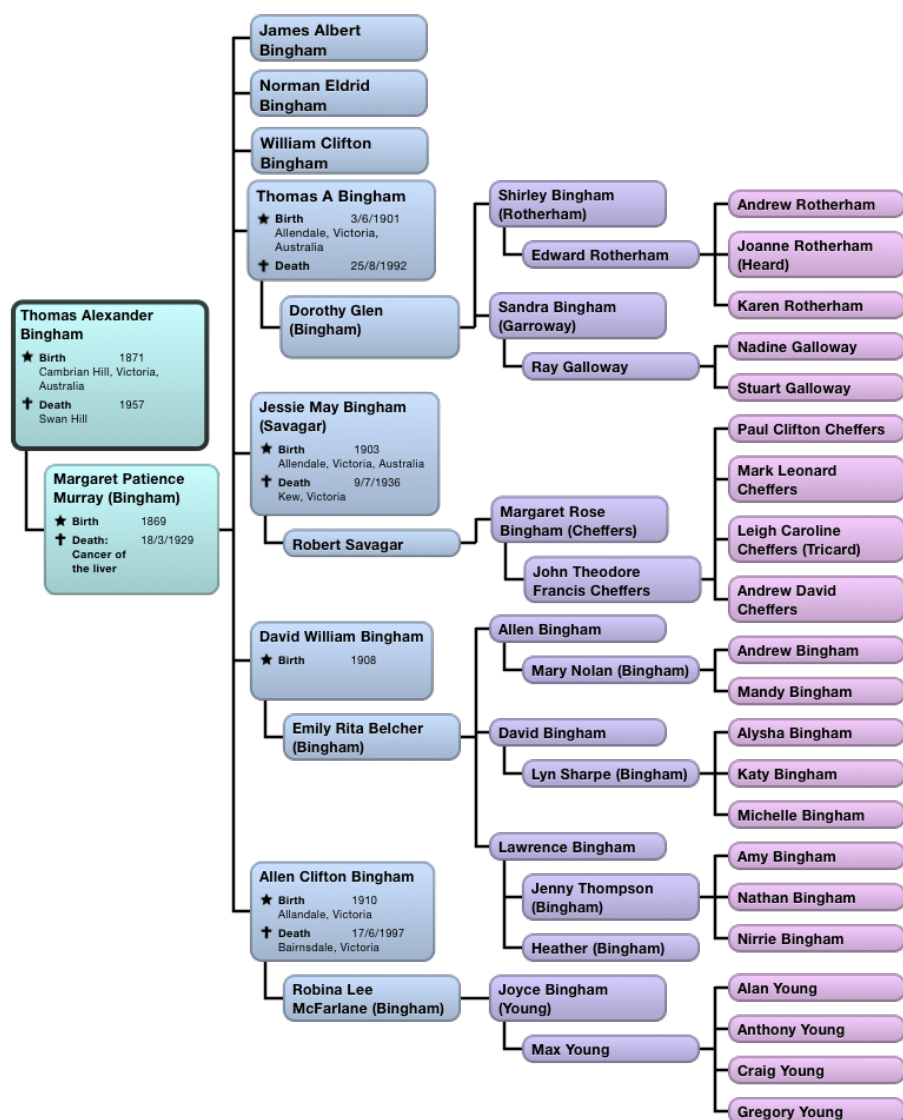 James Albert
Bingham
Norman Eldrid
Bingham
William Clifton
Bingham
Thomas A Bingham
Birth 3/6/1901
Allendale, Victoria,
Australia
Death 25/8/1992
Dorothy Glen
(Bingham)
Shirley Bingham
(Rotherham)
Edward Rotherham
Andrew Rotherham
Joanne Rotherham
(Heard)
Karen Rotherham
Sandra Bingham
(Garroway)
Ray Galloway
Nadine Galloway
Stuart Galloway
Thomas Alexander
Bingham
Birth 1871
Cambrian Hill, Victoria,
Australia
Death 1957
Swan Hill
Margaret Patience
Murray (Bingham)
Birth 1869
Death: 18/3/1929
Cancer of
the liver
Jessie May Bingham
(Savagar)
Birth 1903
Allendale, Victoria, Australia
Death 9/7/1936
Kew, Victoria
Robert Savagar
Margaret Rose
Bingham (Cheffers)
John Theodore
Francis Cheffers
Paul Clifton Cheffers
Mark Leonard
Cheffers
Leigh Caroline
Cheffers (Tricard)
Andrew David
Cheffers
David William Bingham
Birth 1908
Emily Rita Belcher
(Bingham)
Allen Bingham
Mary Nolan (Bingham)
Andrew Bingham
Mandy Bingham
David Bingham
Lyn Sharpe (Bingham)
Alysha Bingham
Katy Bingham
Michelle Bingham
Lawrence Bingham
Jenny Thompson
(Bingham)
Heather (Bingham)
Amy Bingham
Nathan Bingham
Nirrie Bingham
Allen Clifton Bingham
Birth 1910
Allandale, Victoria
Death 17/6/1997
Bairnsdale, Victoria
Robina Lee
McFarlane (Bingham)
Joyce Bingham
(Young)
Max Young
Alan Young
Anthony Young
Craig Young
Gregory Young